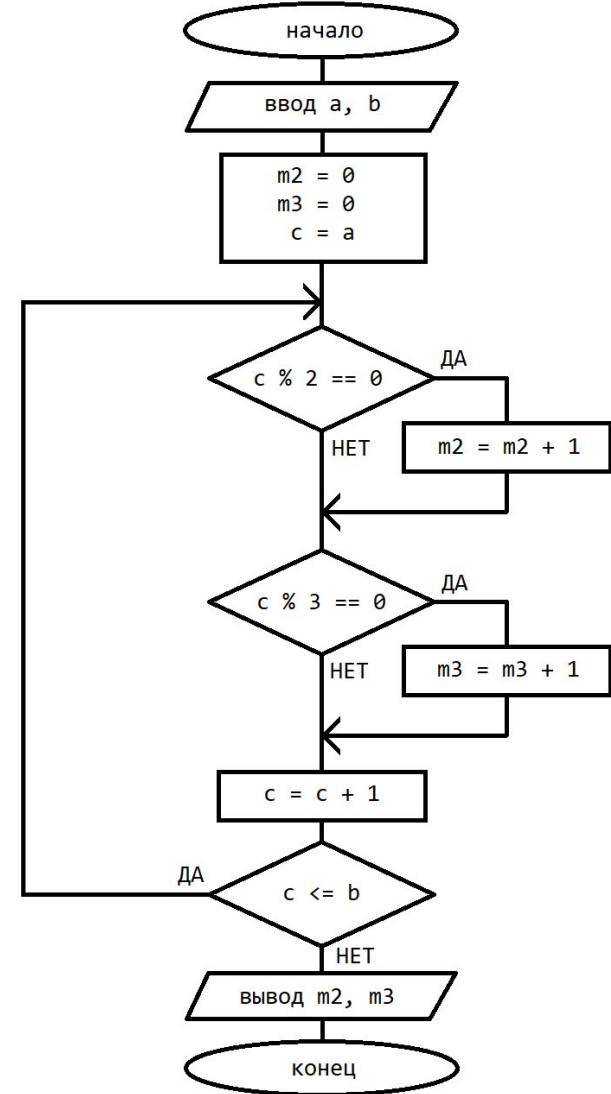 начало
ввод a, b
m2 = 0
m3 = 0
c = a
c % 2 == 0
ДА
m2 = m2 + 1
НЕТ
c % 3 == 0
ДА
m3 = m3 + 1
НЕТ
c = c + 1
ДА
c <= b
НЕТ
вывод m2, m3
конец